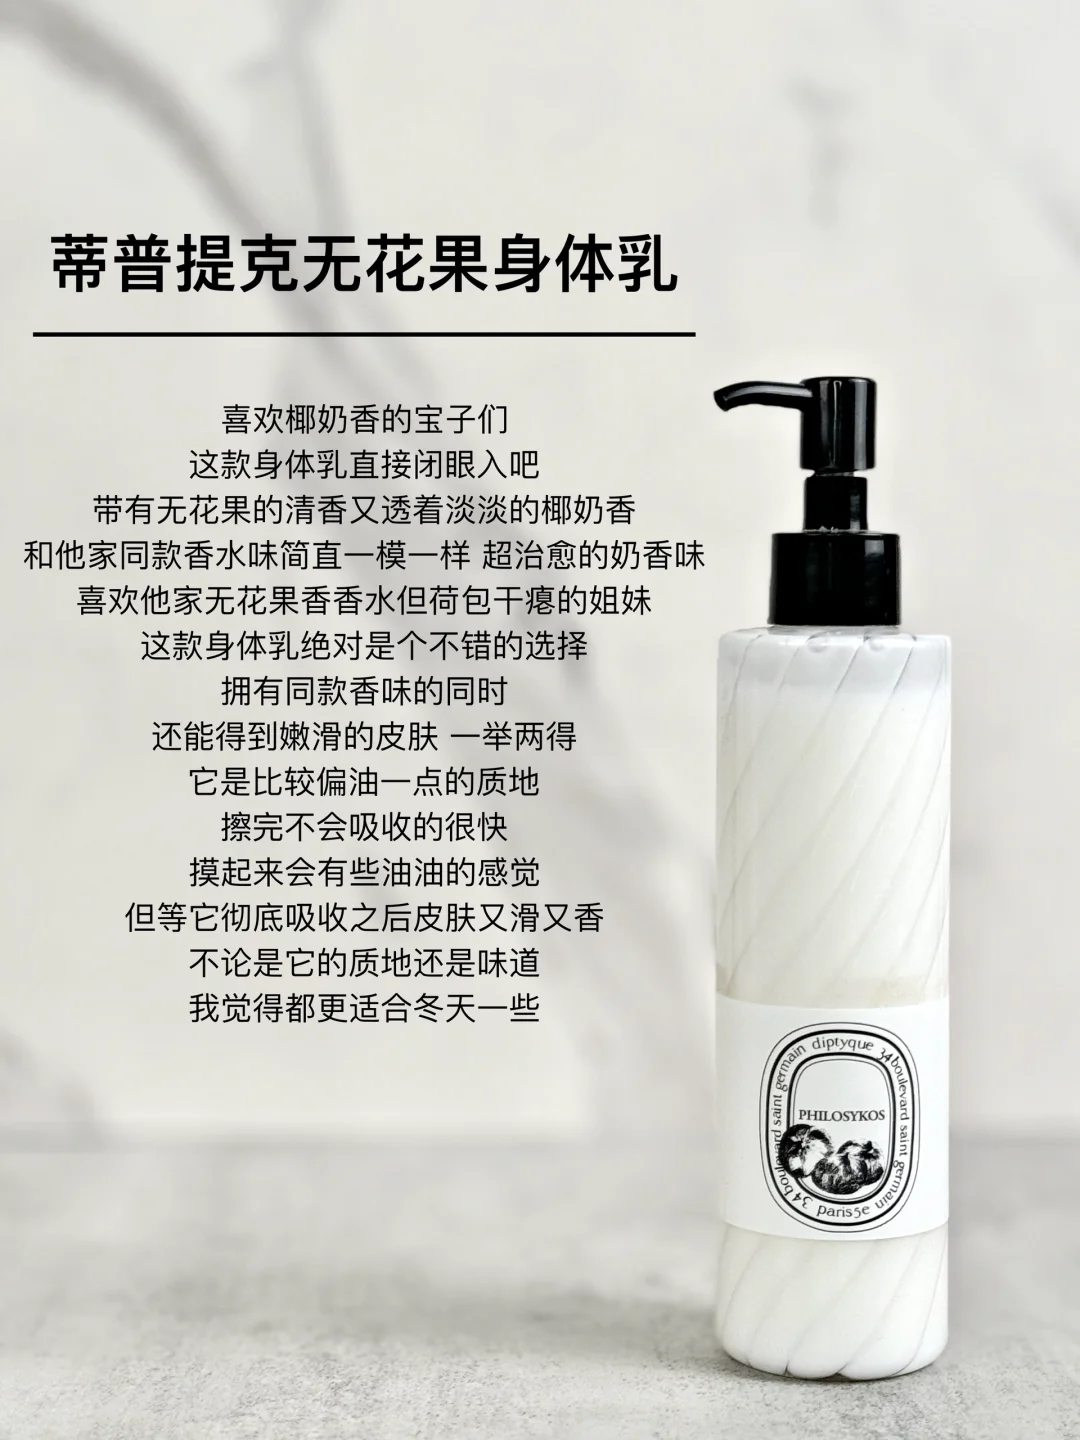 蒂普提克无花果身体乳
喜欢椰奶香的宝子们
这款身体乳直接闭眼入吧
带有无花果的清香又透着淡淡的椰奶香
和他家同款香水味简直一模一样 超治愈的奶香味
喜欢他家无花果香香水但荷包干瘪的姐妹
这款身体乳绝对是个不错的选择
拥有同款香味的同时
还能得到嫩滑的皮肤 一举两得
它是比较偏油一点的质地
擦完不会吸收的很快
摸起来会有些油油的感觉
但等它彻底吸收之后皮肤又滑又香
不论是它的质地还是味道
我觉得都更适合冬天一些
diptyque 34 boulevard saint germain paris5e 34 boulevard saint germain
PHILOSYKOS